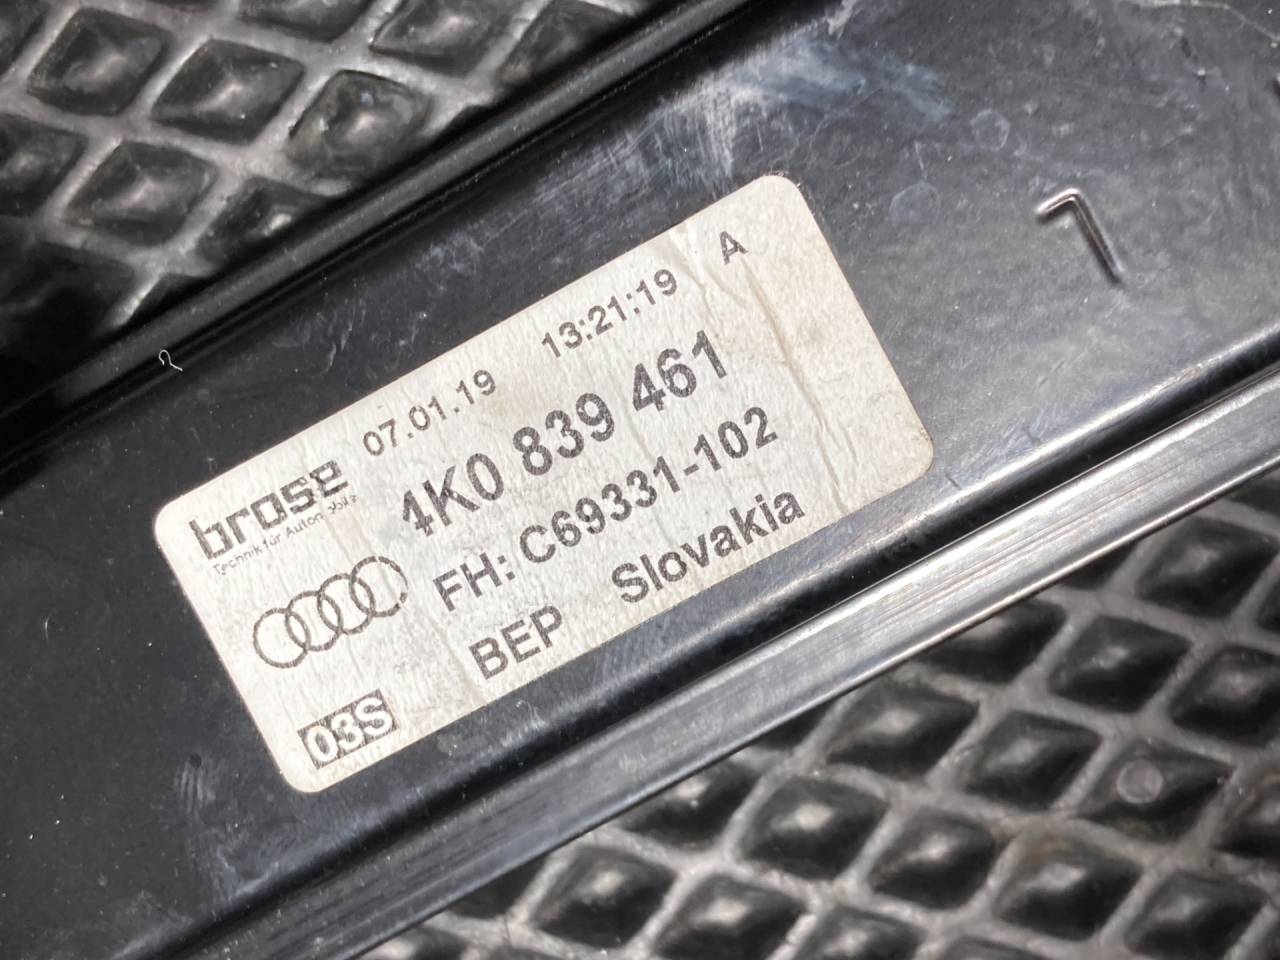 07.01.19 13:21:19 A
brose
Technik für Automobile
4K0 839 461
FH: C69331-102
BEP Slovakia
03S
1